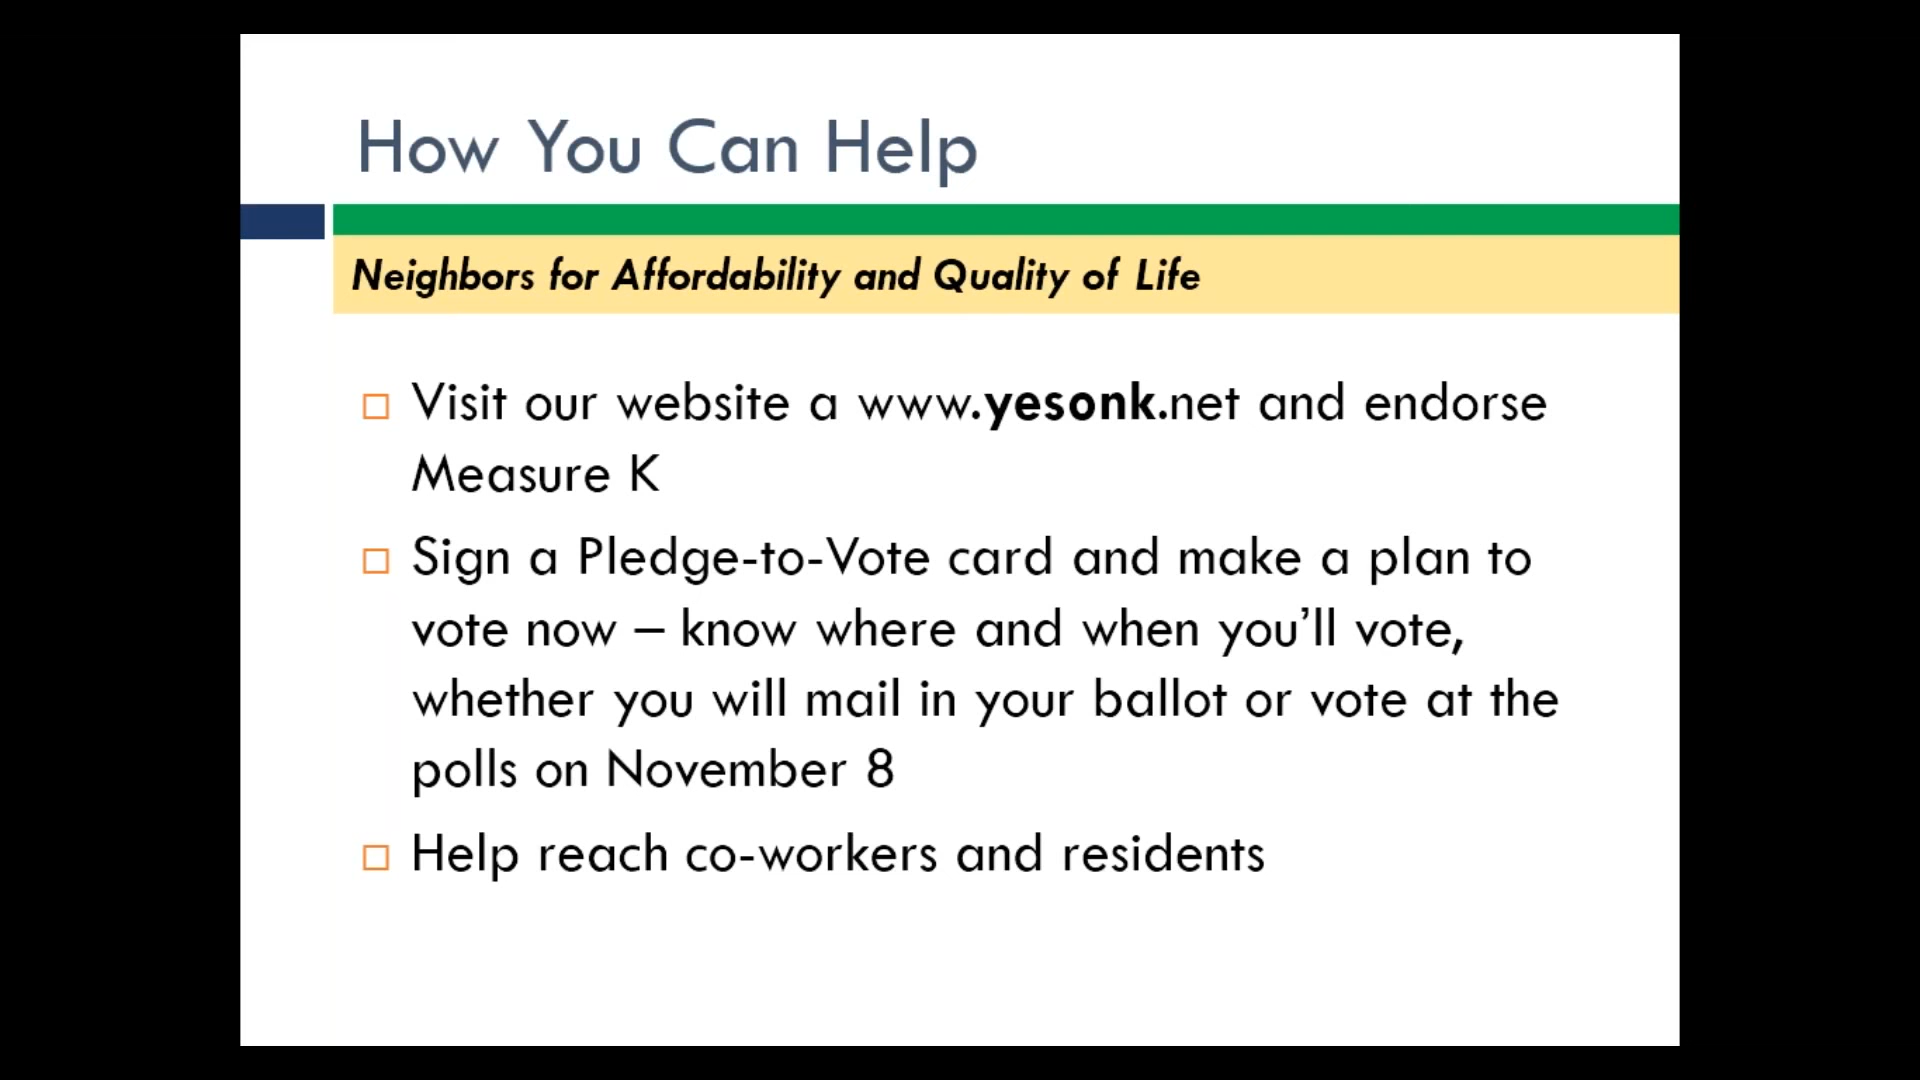 How You Can Help
Neighbors for Affordability and Quality of Life
Visit our website a www.yesonk.net and endorse
Measure K
Sign a Pledge-to-Vote card and make a plan to
vote now – know where and when you’ll vote,
whether you will mail in your ballot or vote at the
polls on November 8
Help reach co-workers and residents